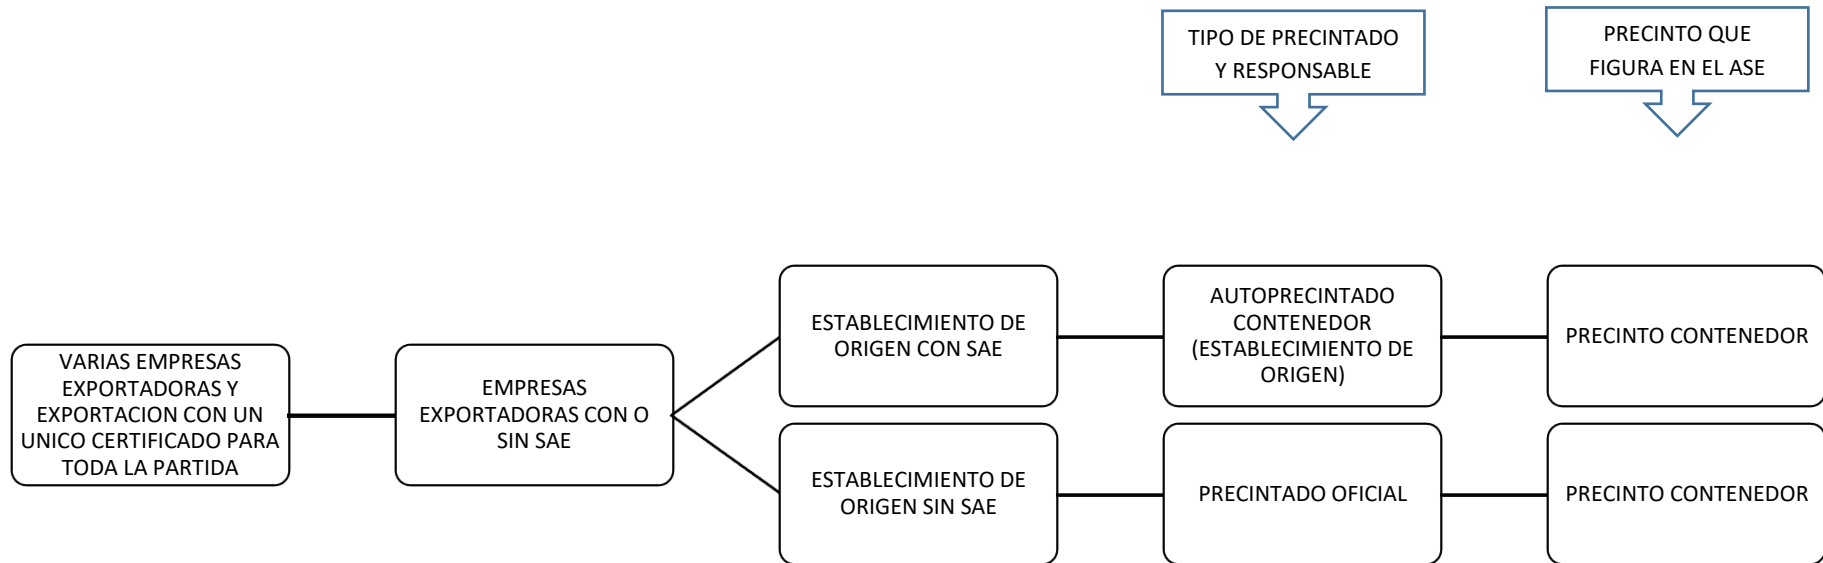 TIPO DE PRECINTADO
Y RESPONSABLE
PRECINTO QUE
FIGURA EN EL ASE
VARIAS EMPRESAS
EXPORTADORAS Y
EXPORTACION CON UN
UNICO CERTIFICADO PARA
TODA LA PARTIDA
EMPRESAS
EXPORTADORAS CON O
SIN SAE
ESTABLECIMIENTO DE
ORIGEN CON SAE
AUTOPRECINTADO
CONTENEDOR
(ESTABLECIMIENTO DE
ORIGEN)
PRECINTO CONTENEDOR
ESTABLECIMIENTO DE
ORIGEN SIN SAE
PRECINTADO OFICIAL
PRECINTO CONTENEDOR